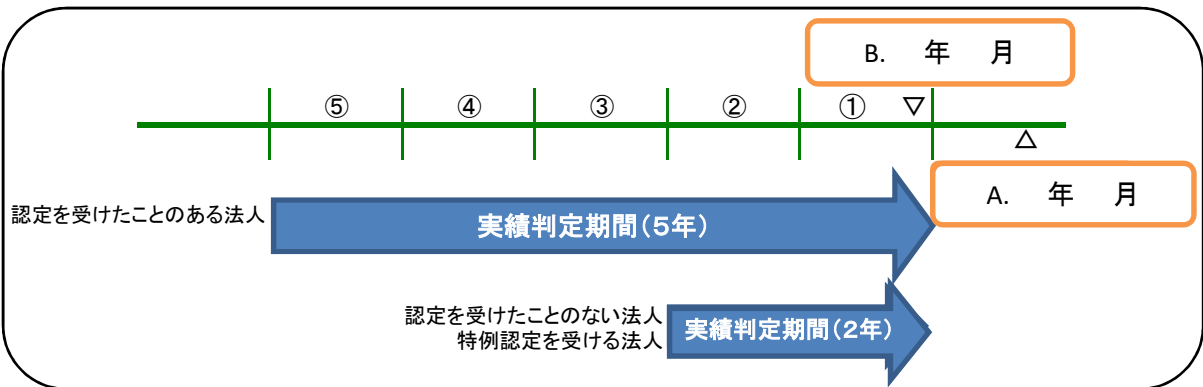 B. 年 月
⑤ ④ ③ ② ① ▽
△
A. 年 月
認定を受けたことのある法人
実績判定期間(5年)
認定を受けたことのない法人
特例認定を受ける法人
実績判定期間(2年)